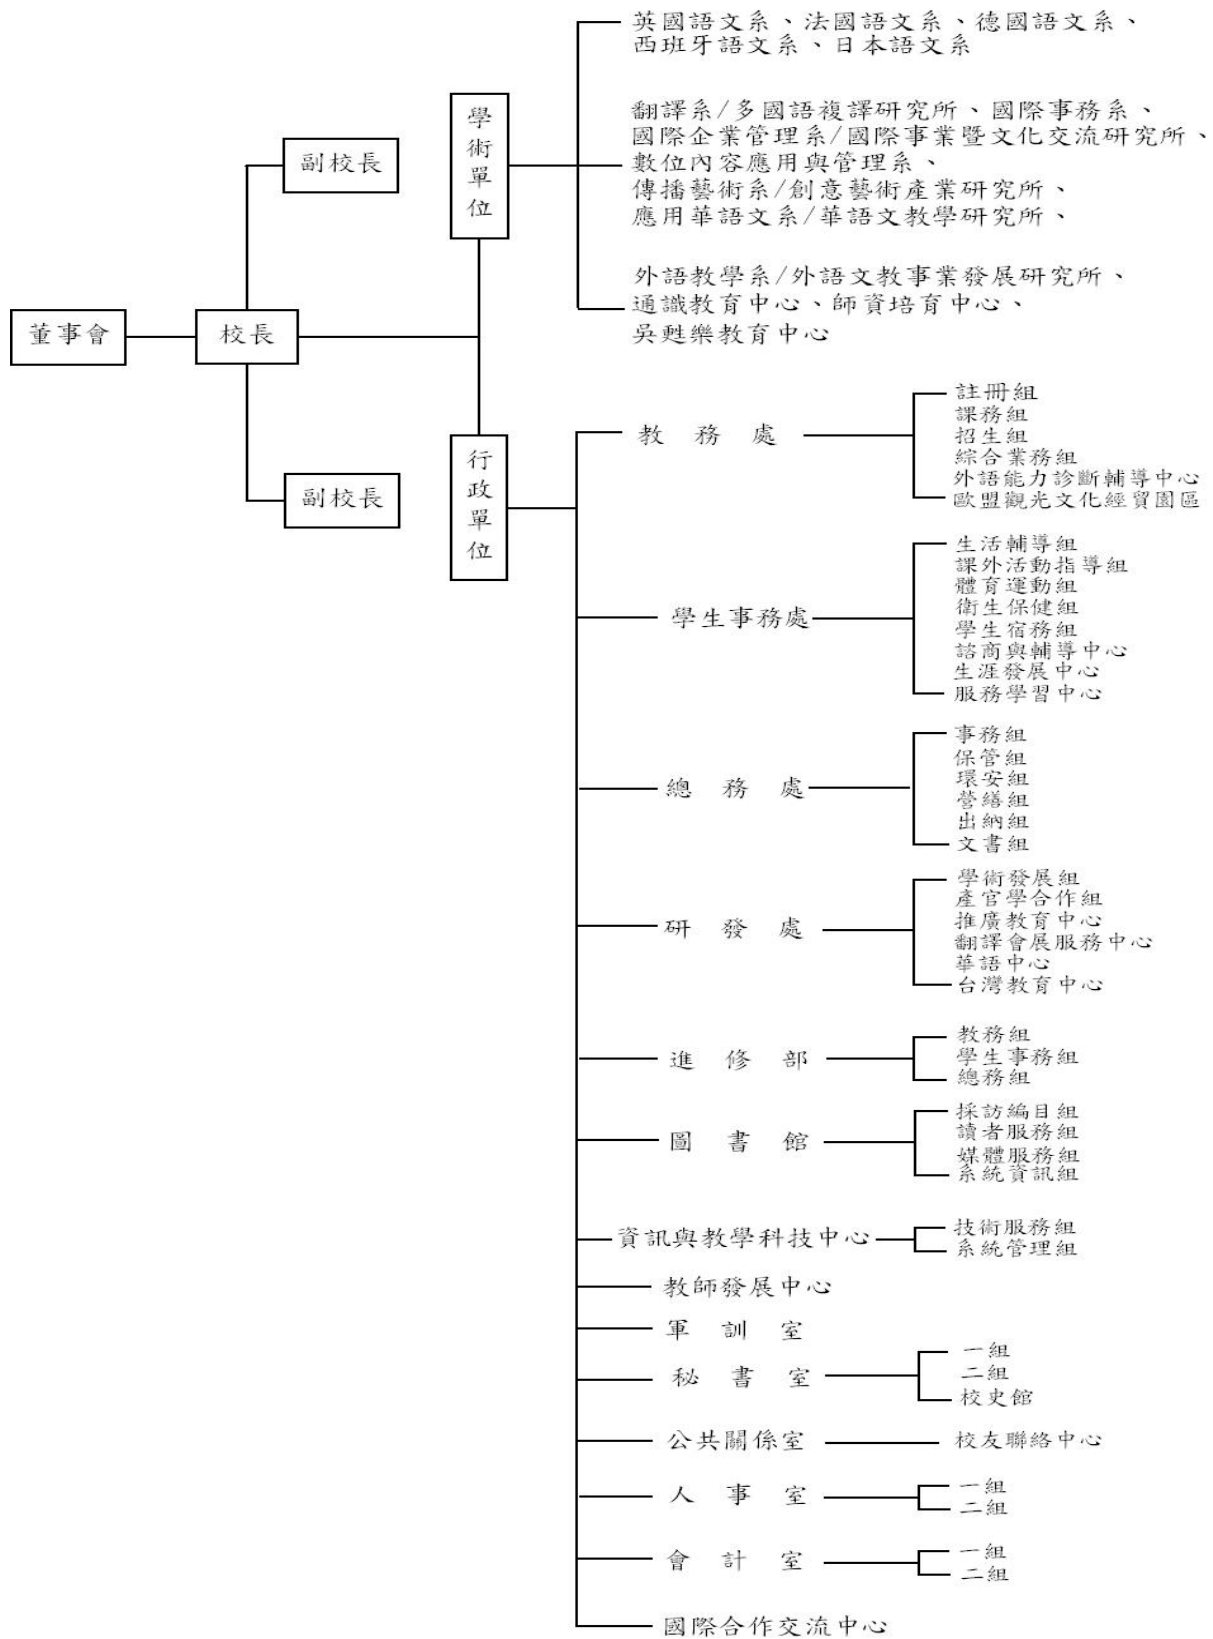 英國語文系、法國語文系、德國語文系、
西班牙語文系、日本語文系
翻譯系/多國語複譯研究所、國際事務系、
國際企業管理系/國際事業暨文化交流研究所、
數位內容應用與管理系、
傳播藝術系/創意藝術產業研究所、
應用華語文系/華語文教學研究所、
外語教學系/外語文教事業發展研究所、
通識教育中心、師資培育中心、
吳甦樂教育中心
學術單位
副校長
董事會
校長
副校長
行政單位
教務處
註冊組
課務組
招生組
綜合業務組
外語能力診斷輔導中心
歐盟觀光文化經貿園區
學生事務處
生活輔導組
課外活動指導組
體育運動組
衛生保健組
學生宿務組
諮商與輔導中心
生涯發展中心
服務學習中心
總務處
事務組
保管組
環安組
營繕組
出納組
文書組
研發處
學術發展組
產官學合作組
推廣教育中心
翻譯會展服務中心
華語中心
台灣教育中心
進修部
教務組
學生事務組
總務組
圖書館
採訪編目組
讀者服務組
媒體服務組
系統資訊組
資訊與教學科技中心
技術服務組
系統管理組
教師發展中心
軍訓室
秘書室
一組
二組
校史館
公共關係室
校友聯絡中心
人事室
一組
二組
會計室
一組
二組
國際合作交流中心